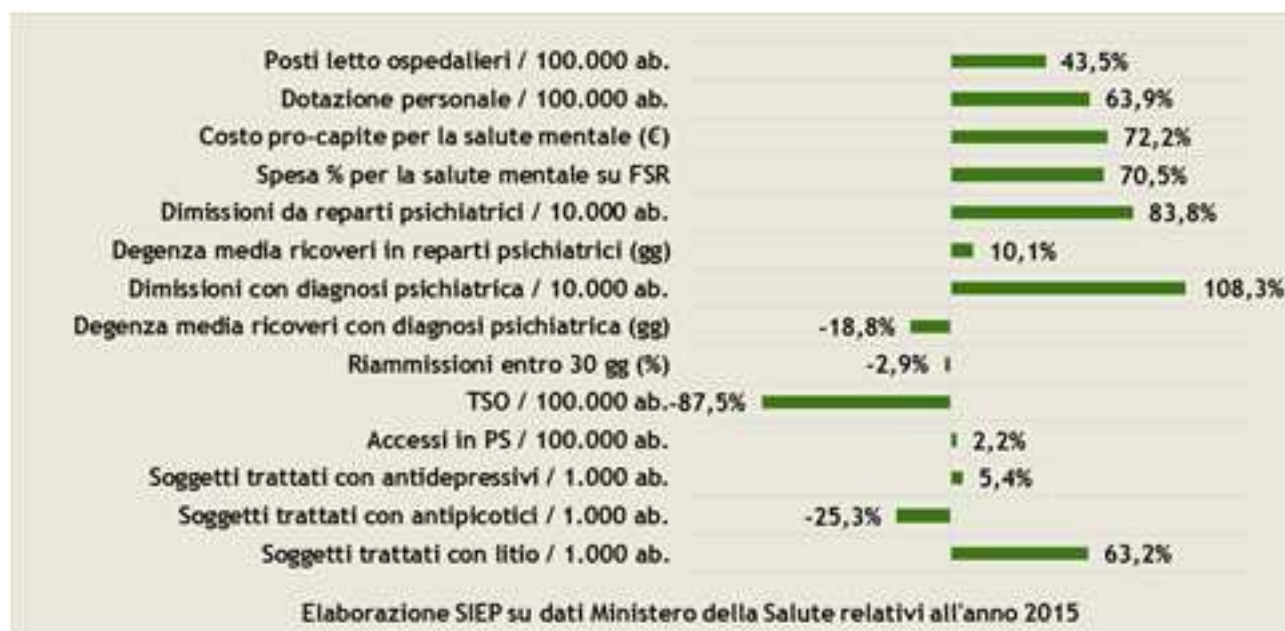 Posti letto ospedalieri / 100.000 ab. 43,5%
Dotazione personale / 100.000 ab. 63,9%
Costo pro-capite per la salute mentale (€) 72,2%
Spesa % per la salute mentale su FSR 70,5%
Dimissioni da reparti psichiatrici / 10.000 ab. 83,8%
Degenza media ricoveri in reparti psichiatrici (gg) 10,1%
Dimissioni con diagnosi psichiatrica / 10.000 ab. 108,3%
Degenza media ricoveri con diagnosi psichiatrica (gg) -18,8%
Riammissioni entro 30 gg (%) -2,9%
TSO / 100.000 ab. -87,5%
Accessi in PS / 100.000 ab. 2,2%
Soggetti trattati con antidepressivi / 1.000 ab. 5,4%
Soggetti trattati con antipicotici / 1.000 ab. -25,3%
Soggetti trattati con litio / 1.000 ab. 63,2%
Elaborazione SIEP su dati Ministero della Salute relativi all'anno 2015